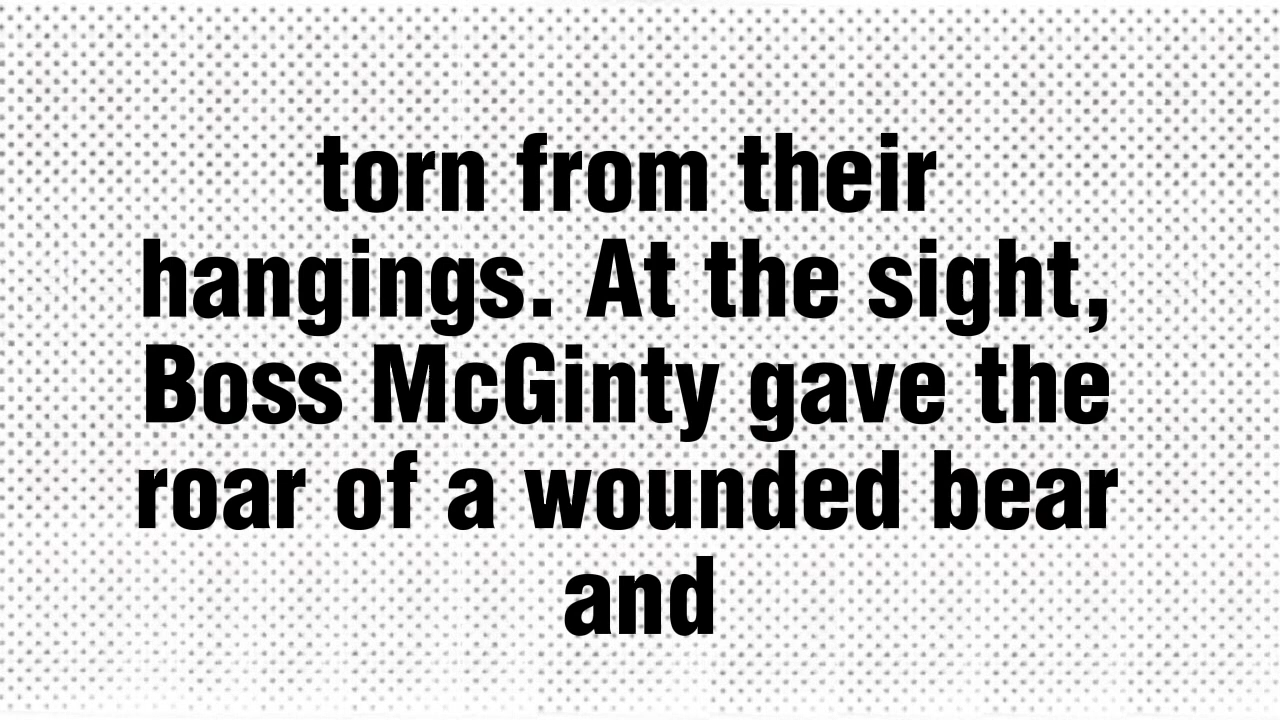 torn from their
hangings. At the sight,
Boss McGinty gave the
roar of a wounded bear
and